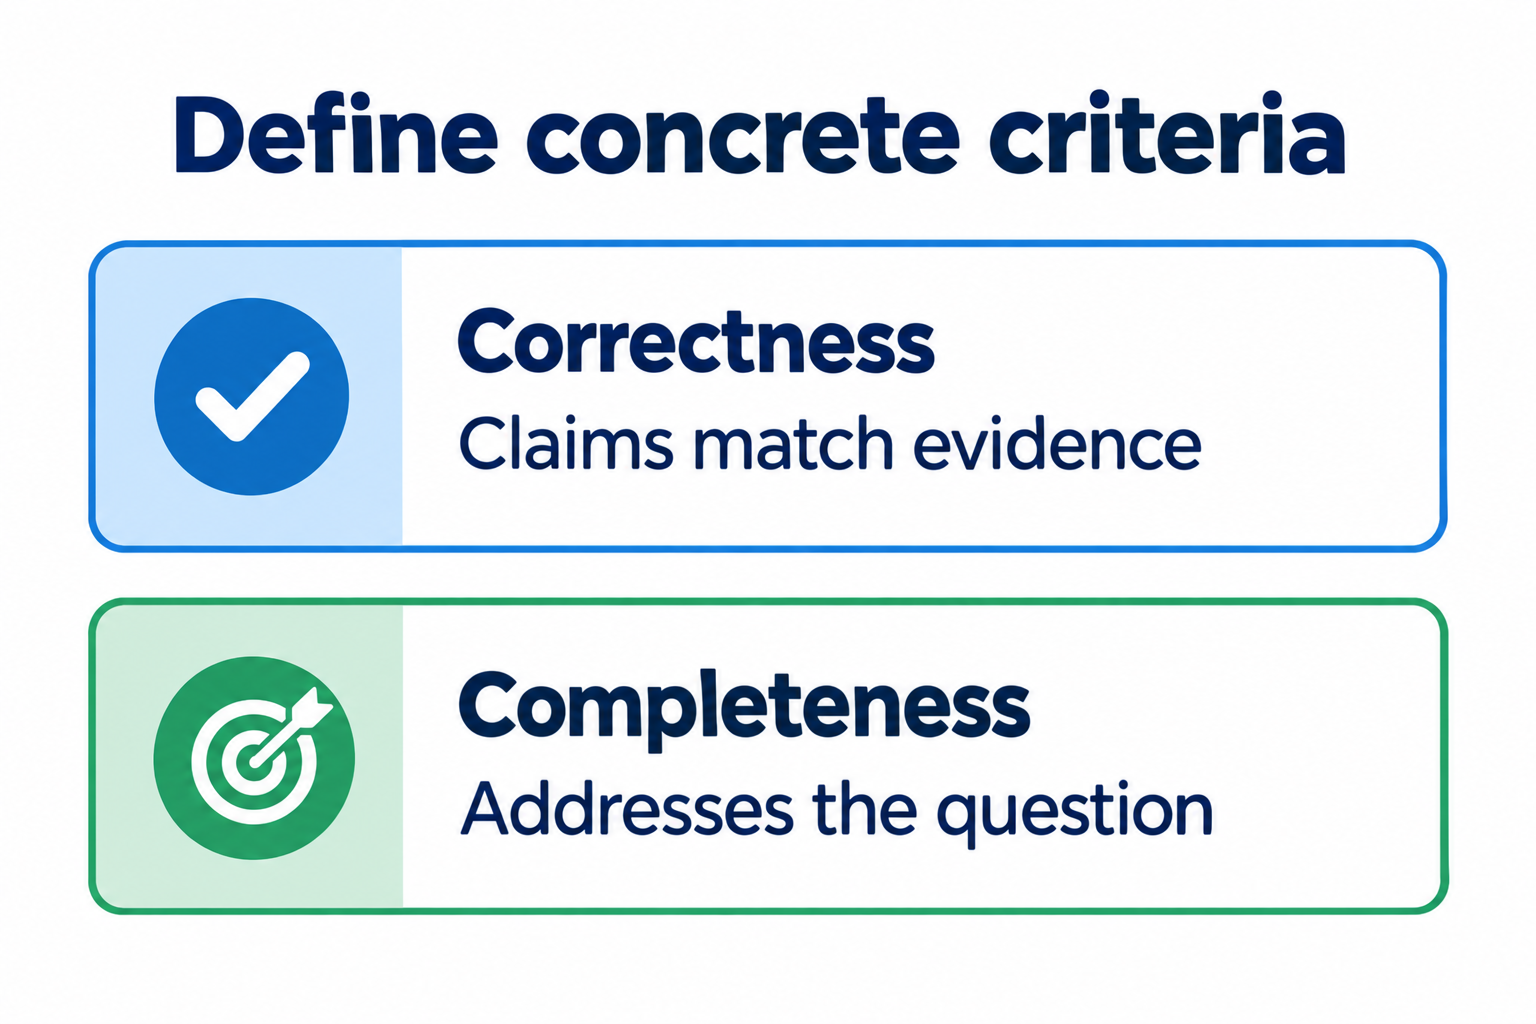 Define concrete criteria
Correctness
Claims match evidence
Completeness
Addresses the question